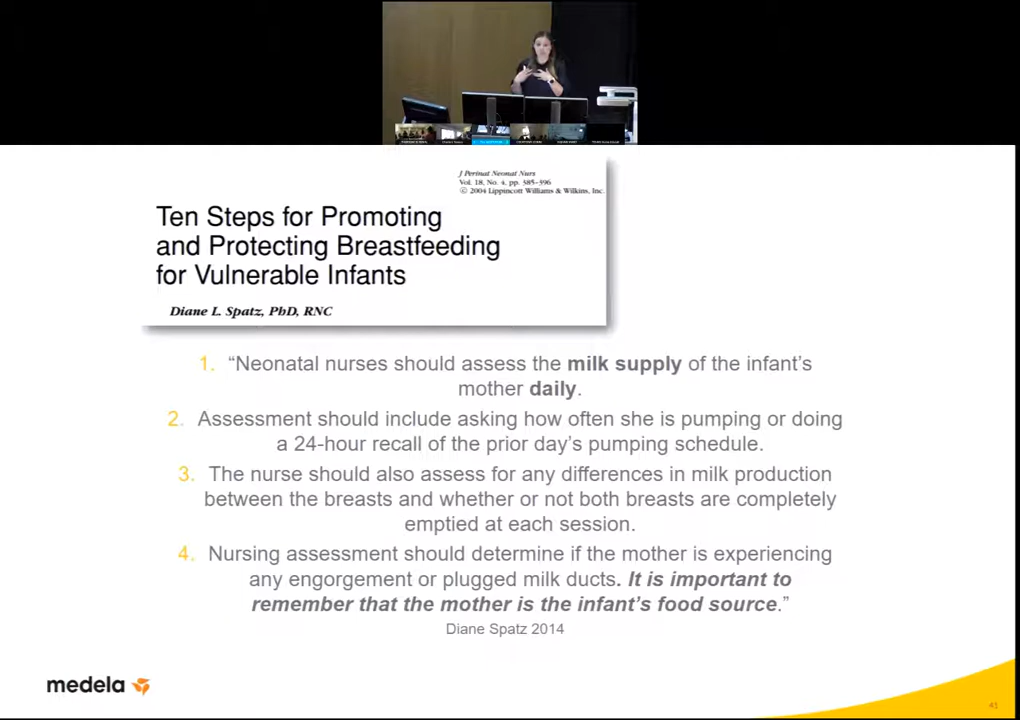 J Perinat Neonat Nurs
Vol. 18, No. 4, pp. 385–396
© 2004 Lippincott Williams & Wilkins, Inc.
Ten Steps for Promoting
and Protecting Breastfeeding
for Vulnerable Infants
Diane L. Spatz, PhD, RNC
1. “Neonatal nurses should assess the milk supply of the infant’s
mother daily.
2. Assessment should include asking how often she is pumping or doing
a 24-hour recall of the prior day’s pumping schedule.
3. The nurse should also assess for any differences in milk production
between the breasts and whether or not both breasts are completely
emptied at each session.
4. Nursing assessment should determine if the mother is experiencing
any engorgement or plugged milk ducts. It is important to
remember that the mother is the infant’s food source.”
Diane Spatz 2014
medela
41